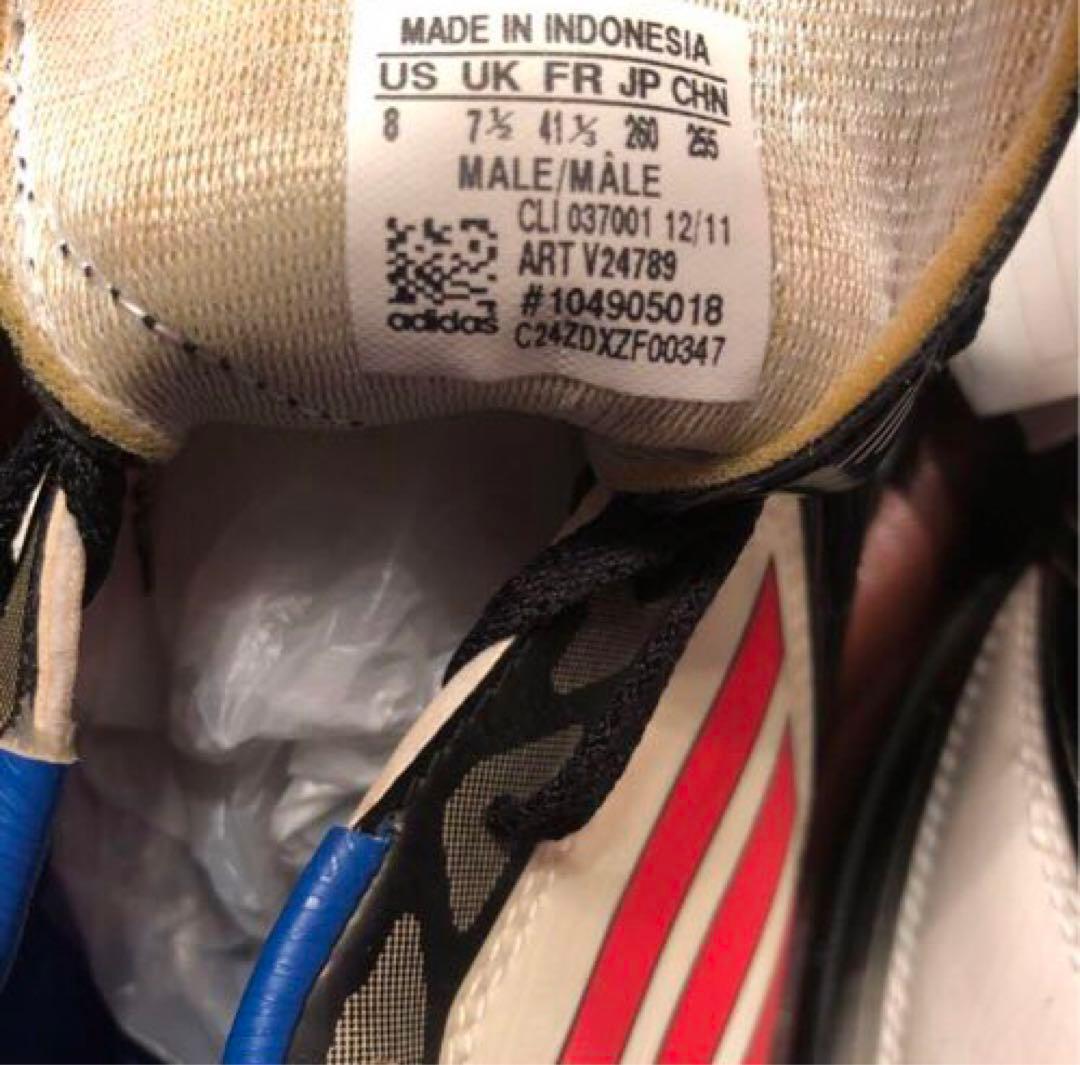 MADE IN INDONESIA
US UK FR JP CHN
8 7½ 41⅓ 260 255
MALE/MÂLE
CLI 037001 12/11
ART V24789
#104905018
adidas C24ZDXZF00347